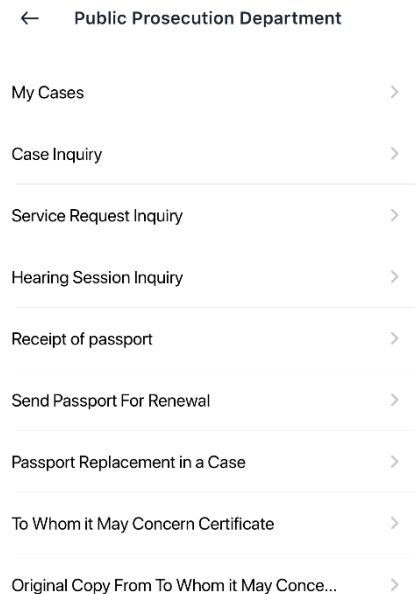 Public Prosecution Department
My Cases
Case Inquiry
Service Request Inquiry
Hearing Session Inquiry
Receipt of passport
Send Passport For Renewal
Passport Replacement in a Case
To Whom it May Concern Certificate
Original Copy From To Whom it May Conce...